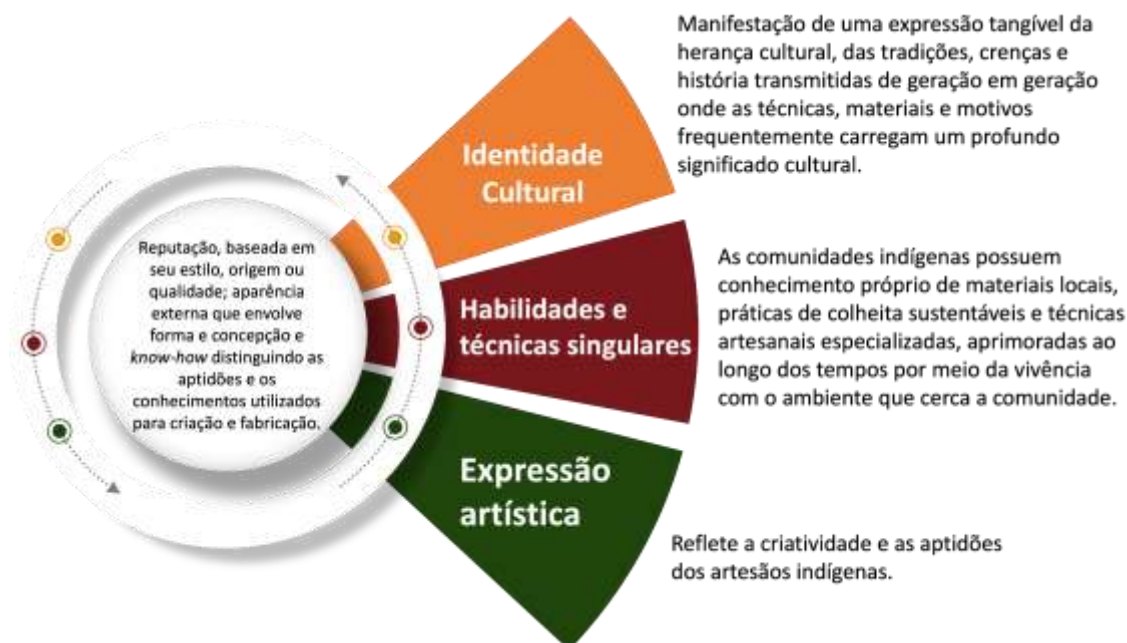 Manifestação de uma expressão tangível da
herança cultural, das tradições, crenças e
história transmitidas de geração em geração
onde as técnicas, materiais e motivos
frequentemente carregam um profundo
significado cultural.
Identidade
Cultural
Reputação, baseada em
seu estilo, origem ou
qualidade; aparência
externa que envolve
forma e concepção e
know-how distinguindo as
aptidões e os
conhecimentos utilizados
para criação e fabricação.
Habilidades e
técnicas singulares
As comunidades indígenas possuem
conhecimento próprio de materiais locais,
práticas de colheita sustentáveis e técnicas
artesanais especializadas, aprimoradas ao
longo dos tempos por meio da vivência
com o ambiente que cerca a comunidade.
Expressão
artística
Reflete a criatividade e as aptidões
dos artesãos indígenas.